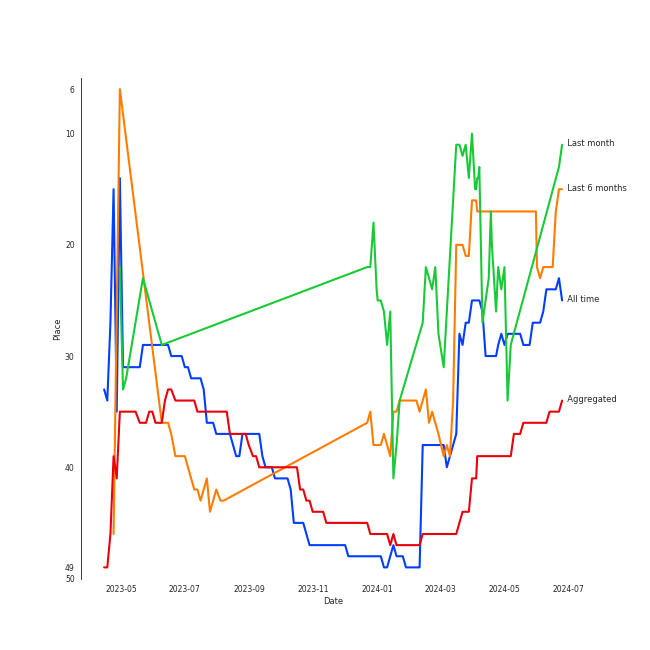 6
10
20
30
40
49
50
Place
2023-05
2023-07
2023-09
2023-11
2024-01
2024-03
2024-05
2024-07
Date
Last month
Last 6 months
All time
Aggregated